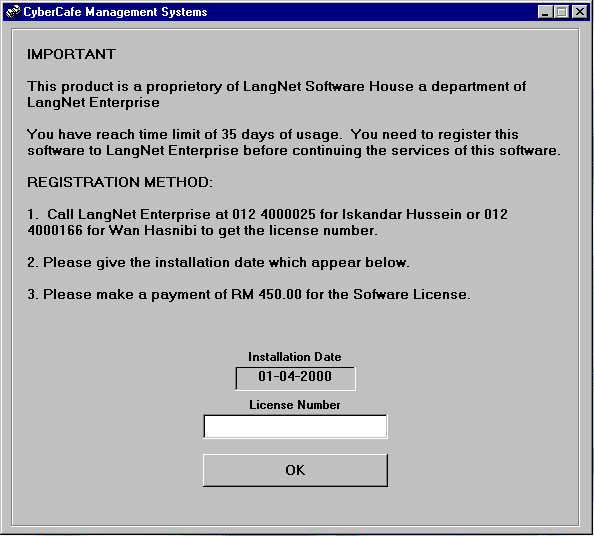 CyberCafe Management Systems
IMPORTANT
This product is a proprietory of LangNet Software House a department of
LangNet Enterprise
You have reach time limit of 35 days of usage.  You need to register this
software to LangNet Enterprise before continuing the services of this software.
REGISTRATION METHOD:
1.  Call LangNet Enterprise at 012 4000025 for Iskandar Hussein or 012
4000166 for Wan Hasnibi to get the license number.
2. Please give the installation date which appear below.
3. Please make a payment of RM 450.00 for the Sofware License.
Installation Date
01-04-2000
License Number
OK